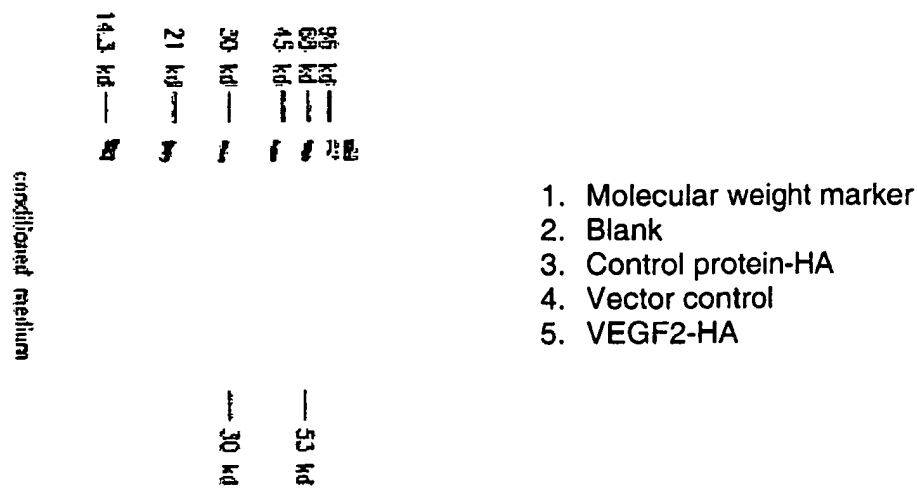 14.3 kd
21 kd
30 kd
45 kd
68 kd
96 kd
conditioned medium
30 kd
53 kd
1. Molecular weight marker
2. Blank
3. Control protein-HA
4. Vector control
5. VEGF2-HA